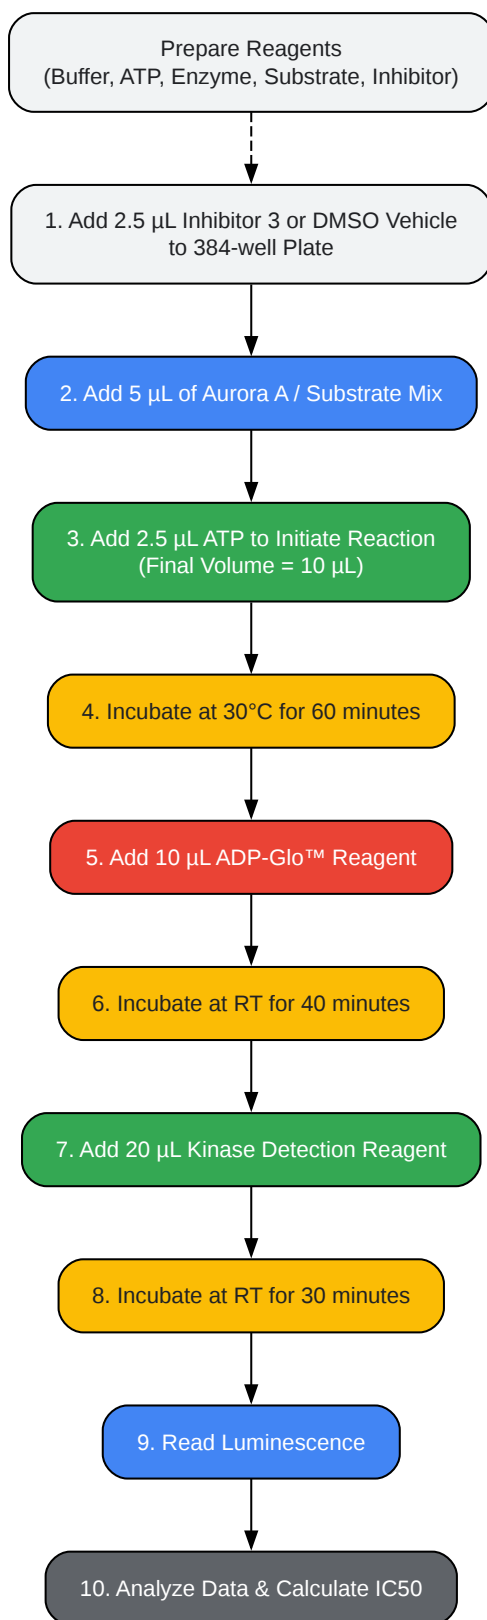 Prepare Reagents
(Buffer, ATP, Enzyme, Substrate, Inhibitor)
1. Add 2.5 µL Inhibitor 3 or DMSO Vehicle
to 384-well Plate
2. Add 5 µL of Aurora A / Substrate Mix
3. Add 2.5 µL ATP to Initiate Reaction
(Final Volume = 10 µL)
4. Incubate at 30°C for 60 minutes
5. Add 10 µL ADP-Glo™ Reagent
6. Incubate at RT for 40 minutes
7. Add 20 µL Kinase Detection Reagent
8. Incubate at RT for 30 minutes
9. Read Luminescence
10. Analyze Data & Calculate IC50